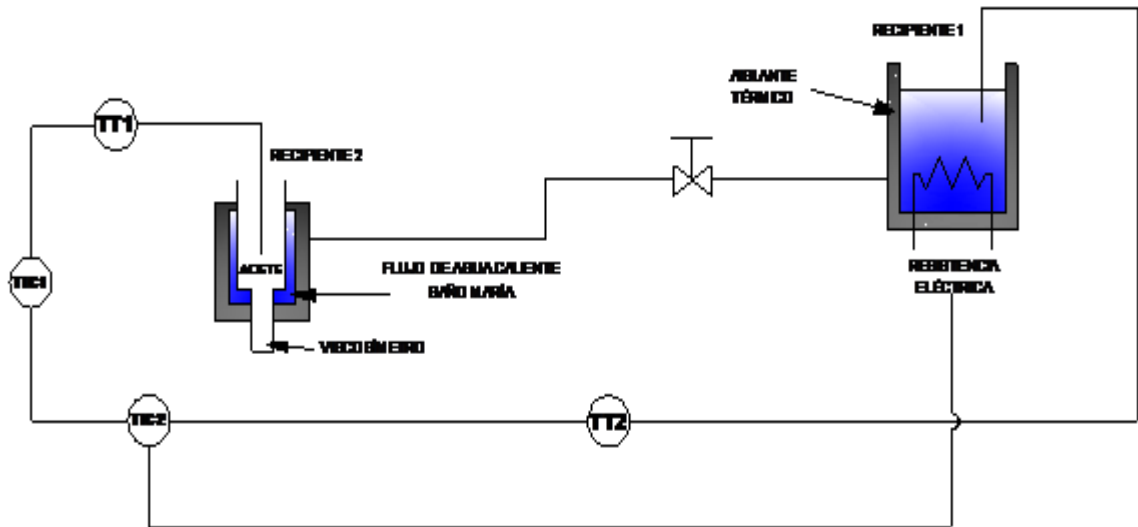 RECIPIENTE 1
AISLANTE
TÉRMICO
TT1
RECIPIENTE 2
ACEITE
FLUJO DE AGUA CALIENTE
BAÑO MARÍA
RESISTENCIA
ELÉCTRICA
TIC1
VISCOSÍMETRO
TIC2
TT2